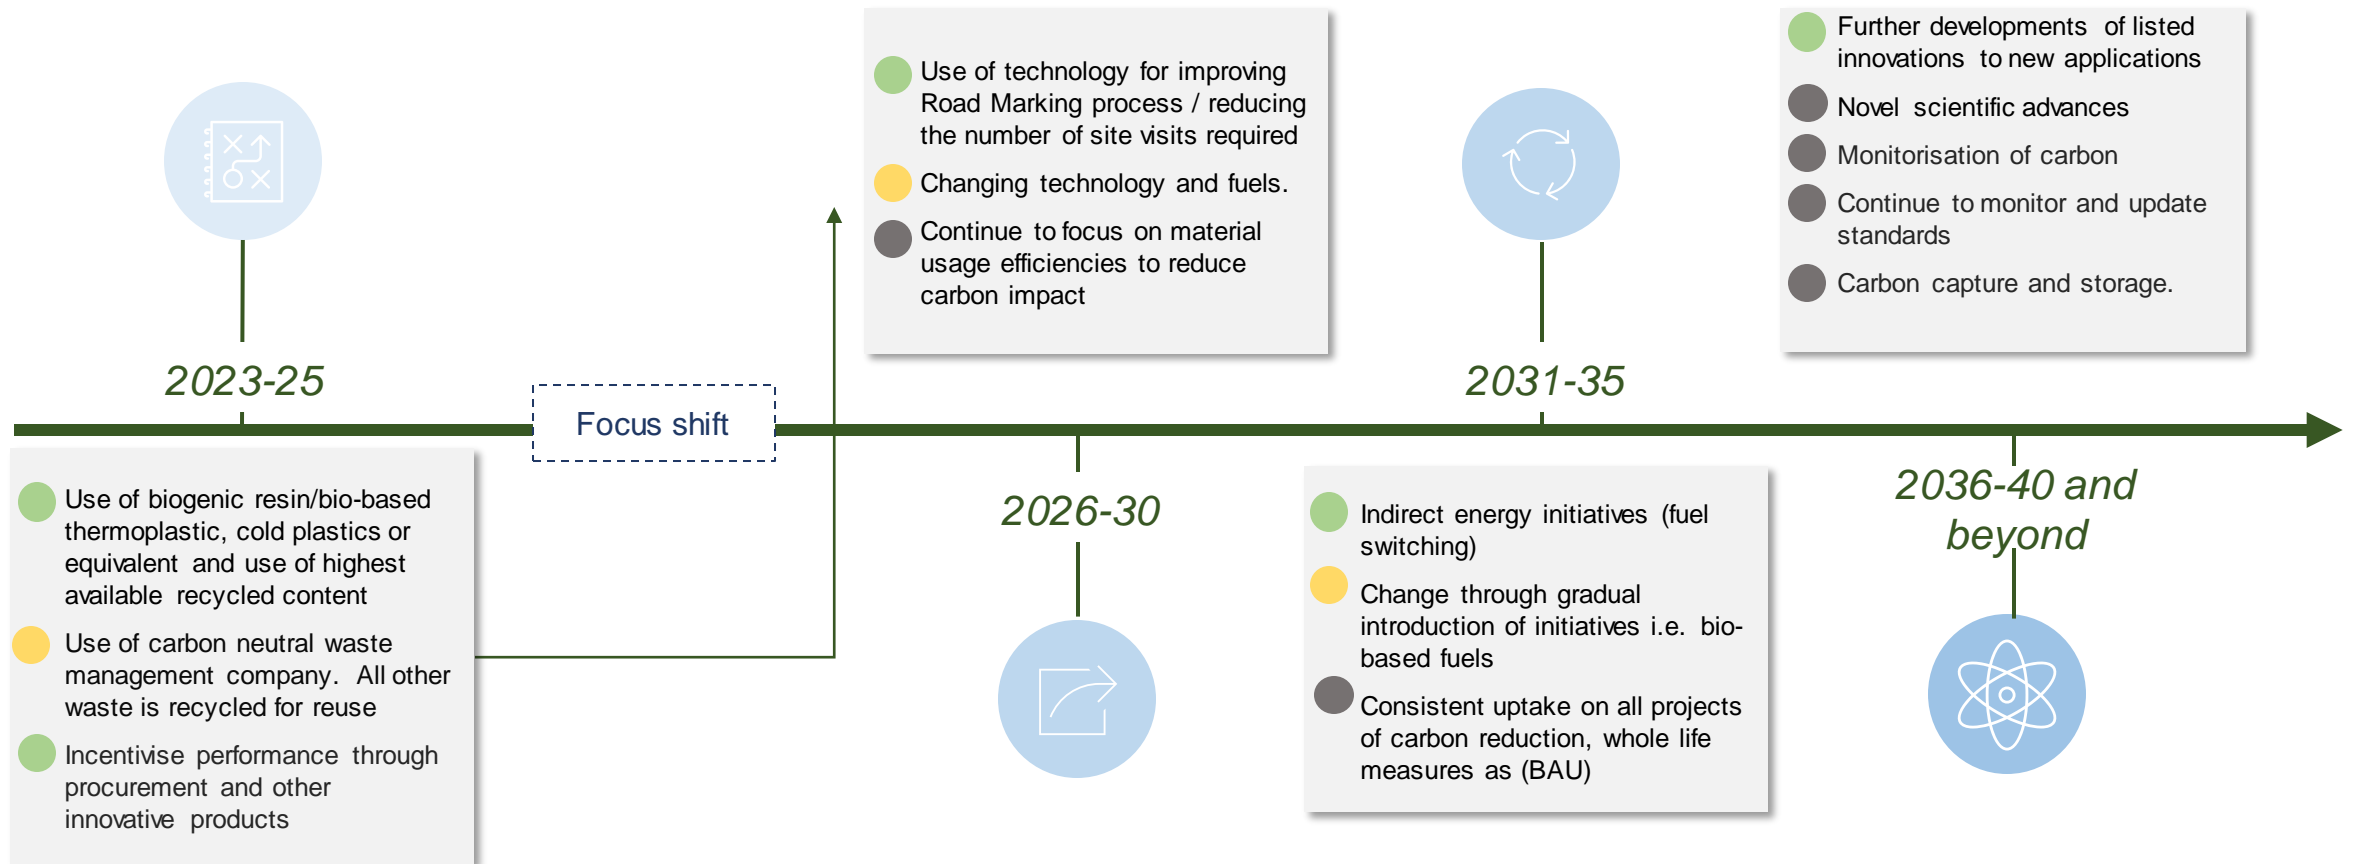 2023-25
Use of biogenic resin/bio-based
thermoplastic, cold plastics or
equivalent and use of highest
available recycled content
Use of carbon neutral waste
management company. All other
waste is recycled for reuse
Incentivise performance through
procurement and other
innovative products
Focus shift
Use of technology for improving
Road Marking process / reducing
the number of site visits required
Changing technology and fuels.
Continue to focus on material
usage efficiencies to reduce
carbon impact
2026-30
2031-35
Indirect energy initiatives (fuel
switching)
Change through gradual
introduction of initiatives i.e. bio-
based fuels
Consistent uptake on all projects
of carbon reduction, whole life
measures as (BAU)
Further developments of listed
innovations to new applications
Novel scientific advances
Monitorisation of carbon
Continue to monitor and update
standards
Carbon capture and storage.
2036-40 and
beyond